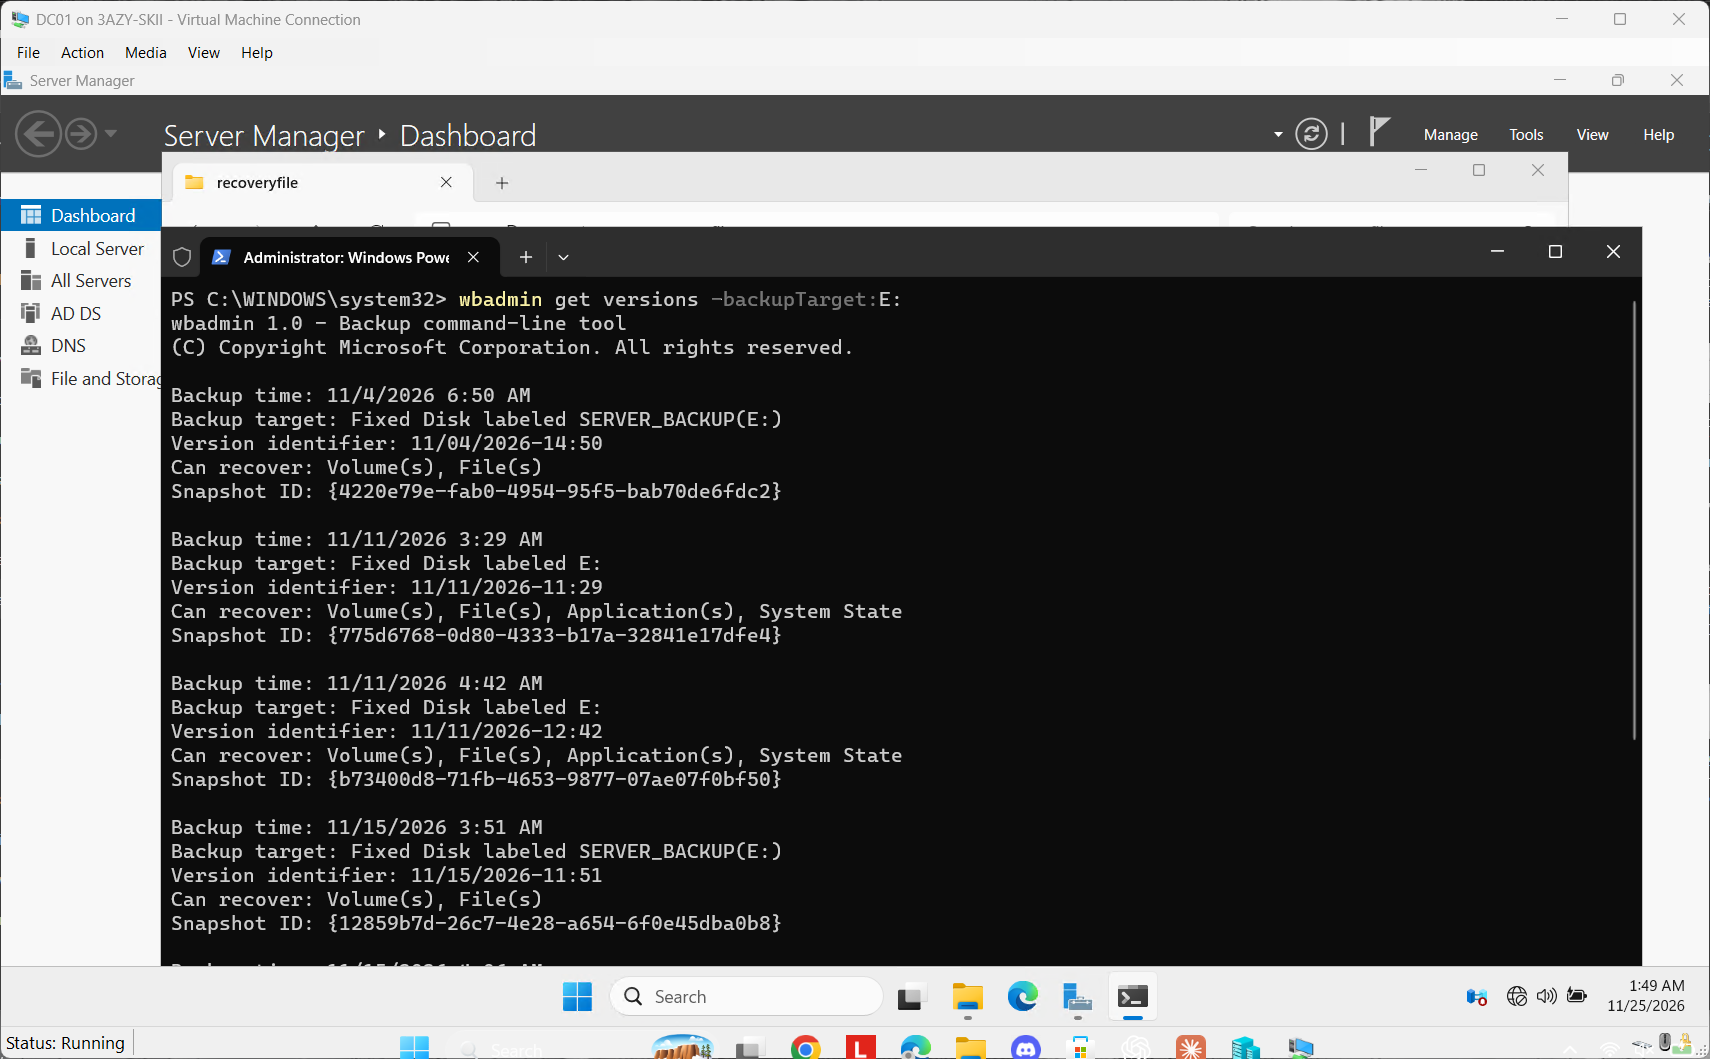 DC01 on 3AZY-SKII - Virtual Machine Connection
File Action Media View Help
Server Manager
Server Manager Dashboard
Manage Tools View Help
recoveryfile
Dashboard
Local Server
All Servers
AD DS
DNS
File and Storag
Administrator: Windows Powe
PS C:\WINDOWS\system32> wbadmin get versions -backupTarget:E:
wbadmin 1.0 - Backup command-line tool
(C) Copyright Microsoft Corporation. All rights reserved.
Backup time: 11/4/2026 6:50 AM
Backup target: Fixed Disk labeled SERVER_BACKUP(E:)
Version identifier: 11/04/2026-14:50
Can recover: Volume(s), File(s)
Snapshot ID: {4220e79e-fab0-4954-95f5-bab70de6fdc2}
Backup time: 11/11/2026 3:29 AM
Backup target: Fixed Disk labeled E:
Version identifier: 11/11/2026-11:29
Can recover: Volume(s), File(s), Application(s), System State
Snapshot ID: {775d6768-0d80-4333-b17a-32841e17dfe4}
Backup time: 11/11/2026 4:42 AM
Backup target: Fixed Disk labeled E:
Version identifier: 11/11/2026-12:42
Can recover: Volume(s), File(s), Application(s), System State
Snapshot ID: {b73400d8-71fb-4653-9877-07ae07f0bf50}
Backup time: 11/15/2026 3:51 AM
Backup target: Fixed Disk labeled SERVER_BACKUP(E:)
Version identifier: 11/15/2026-11:51
Can recover: Volume(s), File(s)
Snapshot ID: {12859b7d-26c7-4e28-a654-6f0e45dba0b8}
Search
1:49 AM
11/25/2026
Status: Running
Search